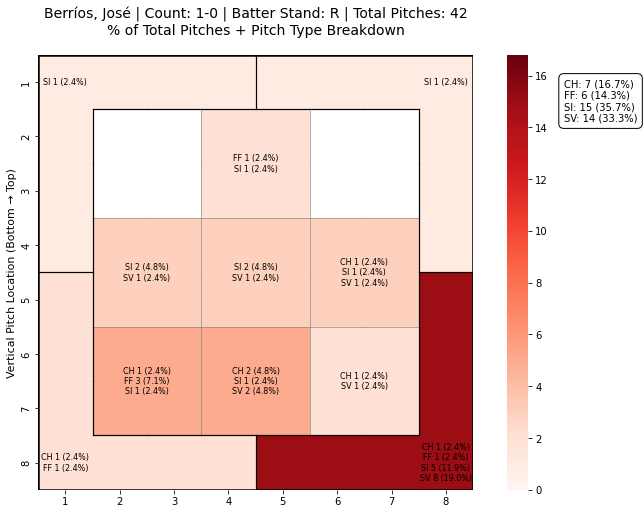 Berríos, José | Count: 1-0 | Batter Stand: R | Total Pitches: 42
% of Total Pitches + Pitch Type Breakdown
CH: 7 (16.7%)
FF: 6 (14.3%)
SI: 15 (35.7%)
SV: 14 (33.3%)
SI 1 (2.4%)
SI 1 (2.4%)
FF 1 (2.4%)
SI 1 (2.4%)
SI 2 (4.8%)
SV 1 (2.4%)
SI 2 (4.8%)
SV 1 (2.4%)
CH 1 (2.4%)
SI 1 (2.4%)
SV 1 (2.4%)
CH 1 (2.4%)
FF 3 (7.1%)
SI 1 (2.4%)
CH 2 (4.8%)
SI 1 (2.4%)
SV 2 (4.8%)
CH 1 (2.4%)
SV 1 (2.4%)
CH 1 (2.4%)
FF 1 (2.4%)
CH 1 (2.4%)
FF 1 (2.4%)
SI 5 (11.9%)
SV 8 (19.0%)
Vertical Pitch Location (Bottom → Top)
1
2
3
4
5
6
7
8
1 2 3 4 5 6 7 8
16
14
12
10
8
6
4
2
0